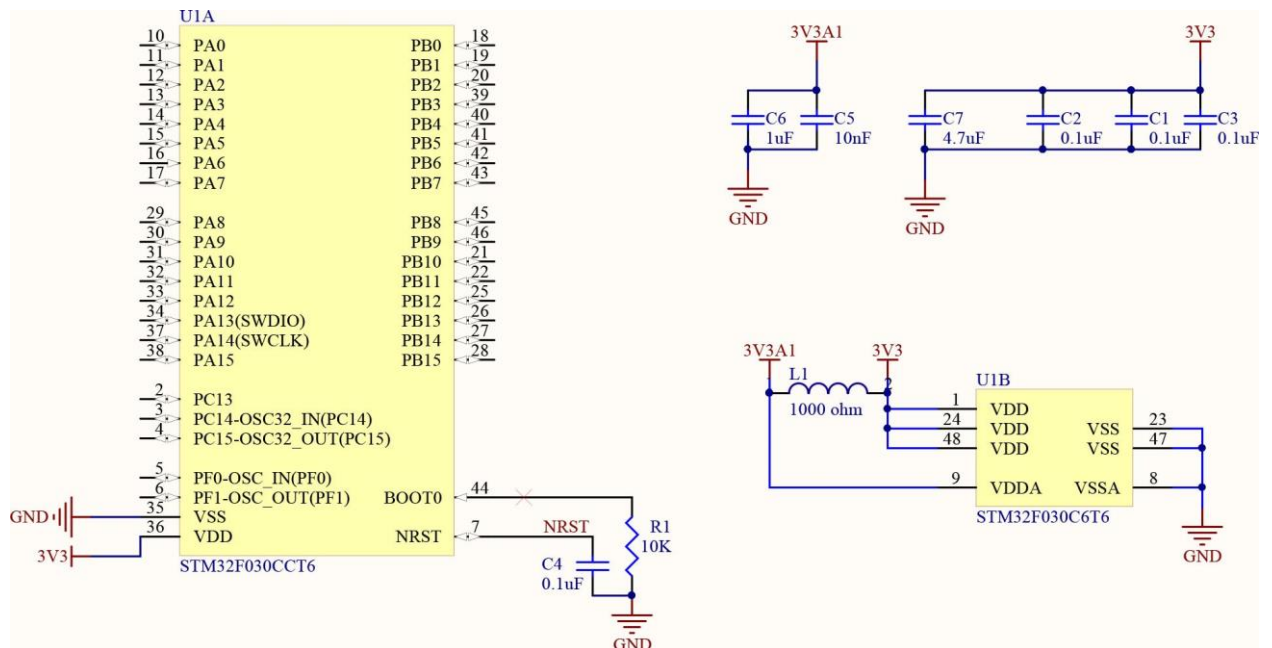 U1A
10 PA0 PB0 18
11 PA1 PB1 19
12 PA2 PB2 20
13 PA3 PB3 39
14 PA4 PB4 40
15 PA5 PB5 41
16 PA6 PB6 42
17 PA7 PB7 43
29 PA8 PB8 45
30 PA9 PB9 46
31 PA10 PB10 21
32 PA11 PB11 22
33 PA12 PB12 25
34 PA13(SWDIO) PB13 26
37 PA14(SWCLK) PB14 27
38 PA15 PB15 28
2 PC13
3 PC14-OSC32_IN(PC14)
4 PC15-OSC32_OUT(PC15)
5 PF0-OSC_IN(PF0)
6 PF1-OSC_OUT(PF1) BOOT0 44
GND 35 VSS
3V3 36 VDD NRST 7 NRST
STM32F030CCT6
R1
10K
C4
0.1uF
GND
3V3A1
C6 C5
1uF 10nF
GND
3V3
C7 C2 C1 C3
4.7uF 0.1uF 0.1uF 0.1uF
GND
3V3A1 3V3
L1 2
1000 ohm
U1B
1 VDD
24 VDD VSS 23
48 VDD VSS 47
9 VDDA VSSA 8
STM32F030C6T6
GND